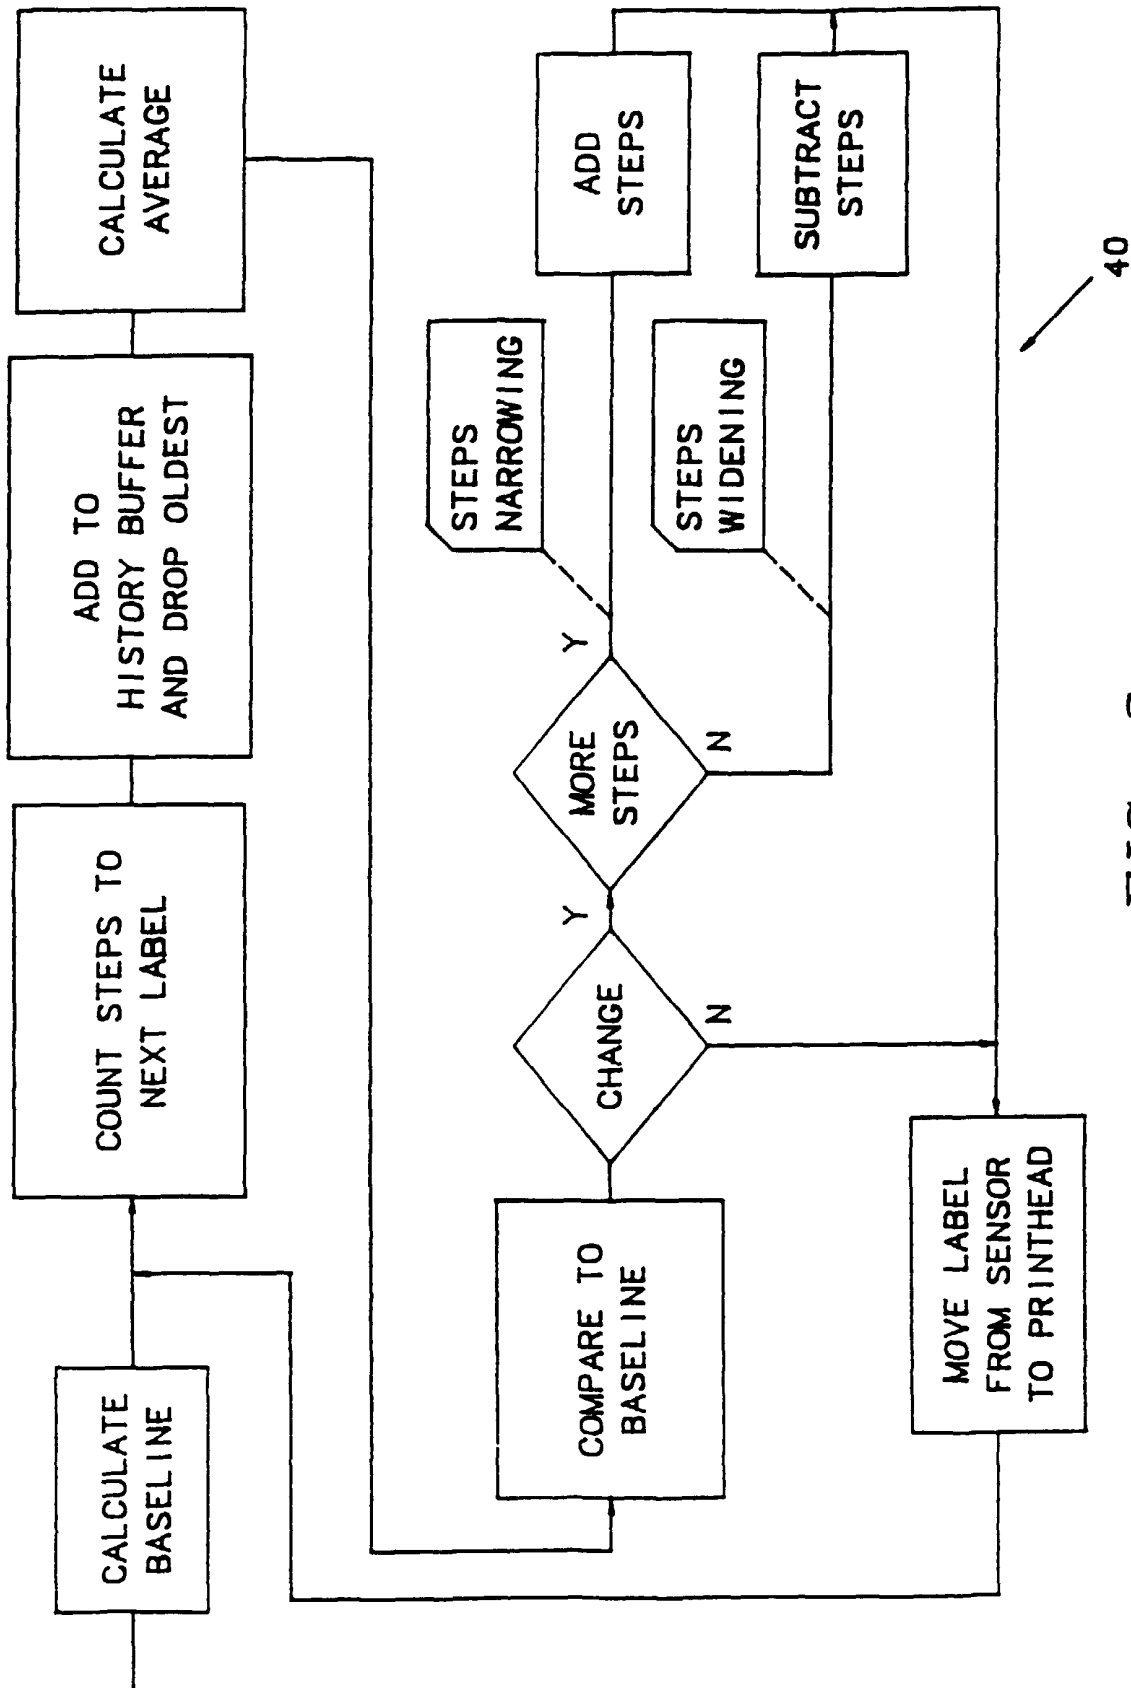 CALCULATE
BASELINE
COUNT STEPS TO
NEXT LABEL
ADD TO
HISTORY BUFFER
AND DROP OLDEST
CALCULATE
AVERAGE
COMPARE TO
BASELINE
CHANGE
Y
N
MORE
STEPS
Y
N
STEPS
NARROWING
STEPS
WIDENING
ADD
STEPS
SUBTRACT
STEPS
MOVE LABEL
FROM SENSOR
TO PRINTHEAD
40